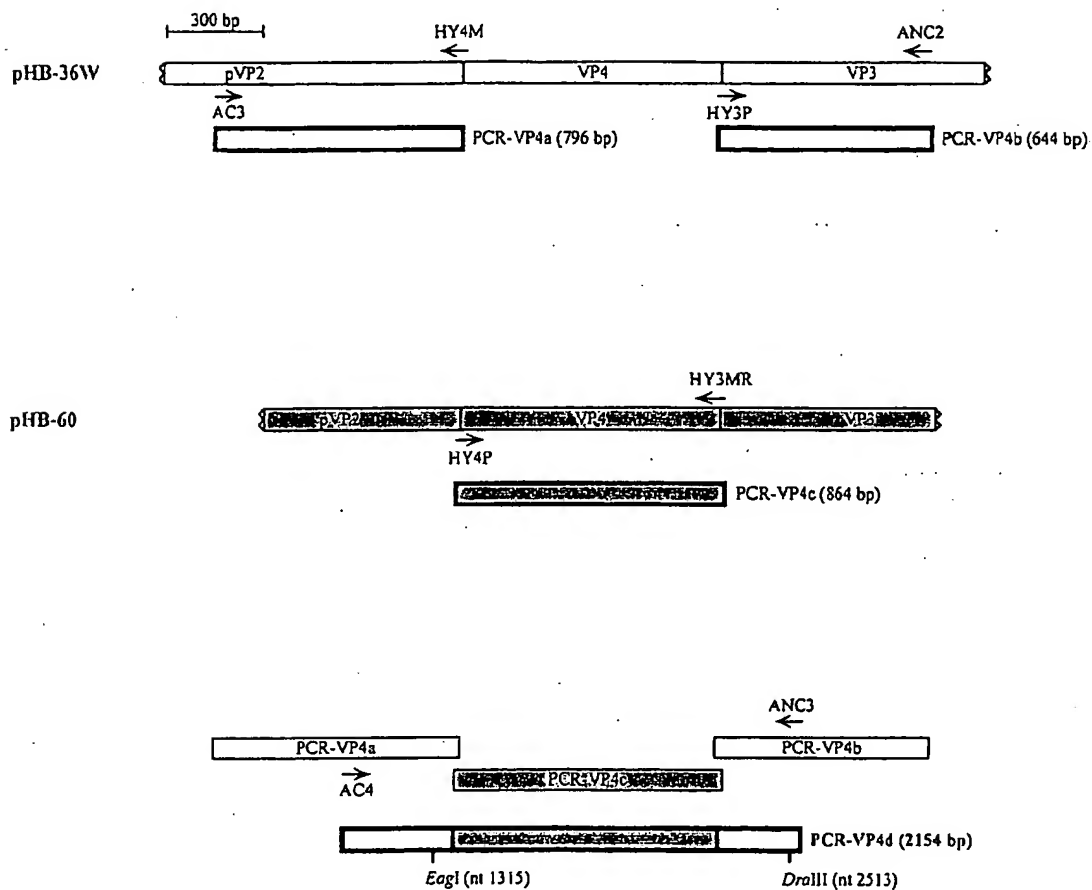 300 bp
HY4M
ANC2
pHB-36W
pVP2
VP4
VP3
AC3
HY3P
PCR-VP4a (796 bp)
PCR-VP4b (644 bp)
HY3MR
pHB-60
pVP2
VP4
VP3
HY4P
PCR-VP4c (864 bp)
ANC3
PCR-VP4a
PCR-VP4b
PCR-VP4c
AC4
PCR-VP4d (2154 bp)
EagI (nt 1315)
DraIII (nt 2513)